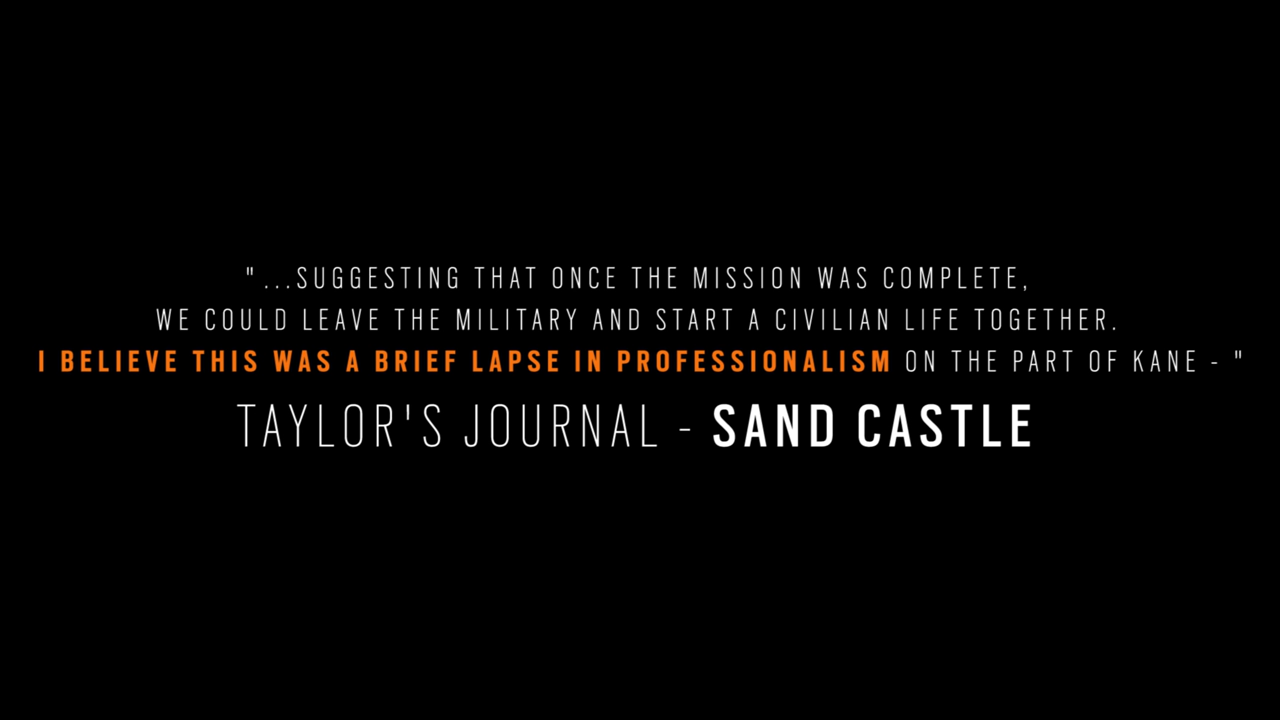 "...SUGGESTING THAT ONCE THE MISSION WAS COMPLETE,
WE COULD LEAVE THE MILITARY AND START A CIVILIAN LIFE TOGETHER.
I BELIEVE THIS WAS A BRIEF LAPSE IN PROFESSIONALISM ON THE PART OF KANE - "
TAYLOR'S JOURNAL - SAND CASTLE